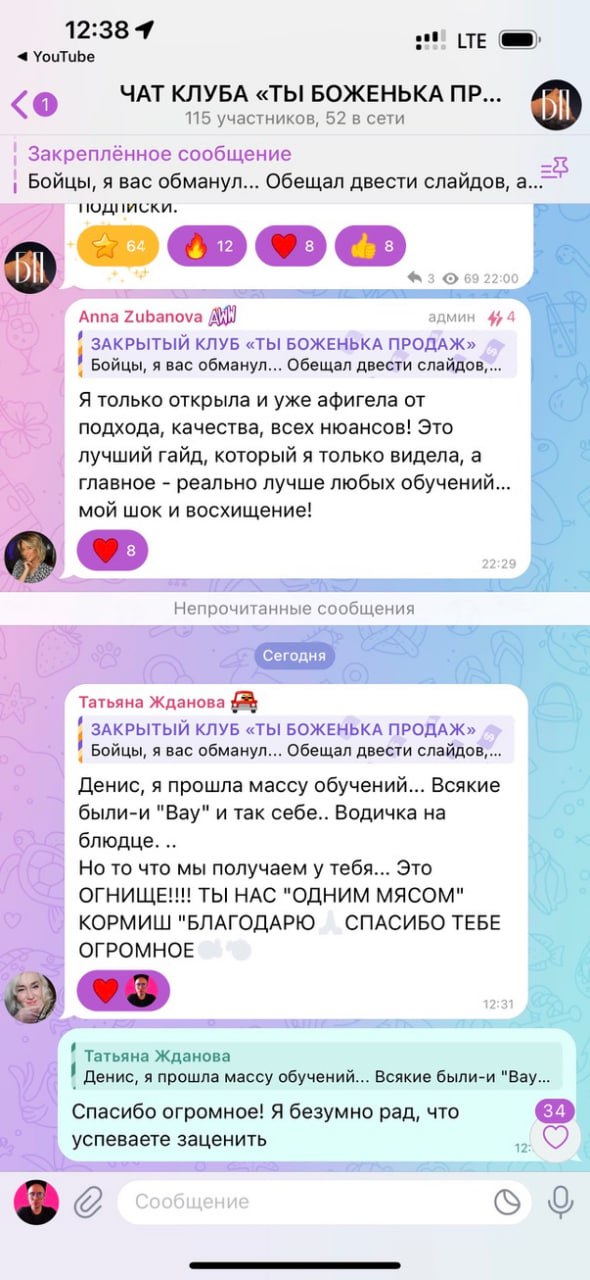 12:38
LTE
YouTube
1
ЧАТ КЛУБА «ТЫ БОЖЕНЬКА ПР...
115 участников, 52 в сети
БП
Закреплённое сообщение
Бойцы, я вас обманул... Обещал двести слайдов, а...
подписки.
64
12
8
8
БП
3
69 22:00
Anna Zubanova
админ
4
ЗАКРЫТЫЙ КЛУБ «ТЫ БОЖЕНЬКА ПРОДАЖ»
Бойцы, я вас обманул... Обещал двести слайдов,...
Я только открыла и уже афигела от
подхода, качества, всех нюансов! Это
лучший гайд, который я только видела, а
главное - реально лучше любых обучений...
мой шок и восхищение!
8
22:29
Непрочитанные сообщения
Сегодня
Татьяна Жданова
ЗАКРЫТЫЙ КЛУБ «ТЫ БОЖЕНЬКА ПРОДАЖ»
Бойцы, я вас обманул... Обещал двести слайдов,...
Денис, я прошла массу обучений... Всякие
были-и "Вау" и так себе.. Водичка на
блюдце. ..
Но то что мы получаем у тебя... Это
ОГНИЩЕ!!!! ТЫ НАС "ОДНИМ МЯСОМ"
КОРМИШ "БЛАГОДАРЮ🙏СПАСИБО ТЕБЕ
ОГРОМНОЕ
12:31
Татьяна Жданова
Денис, я прошла массу обучений... Всякие были-и "Вау...
Спасибо огромное! Я безумно рад, что
успеваете заценить
34
Сообщение